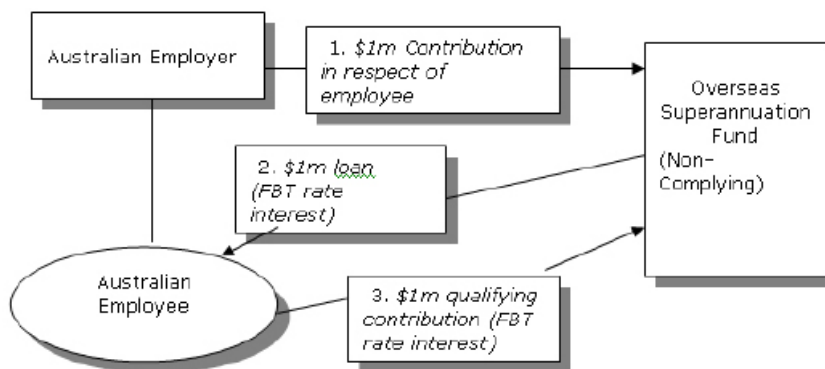 Australian Employer
1. $1m Contribution
in respect of
employee
Overseas
Superannuation
Fund
(Non-
Complying)
2. $1m loan
(FBT rate
interest)
Australian
Employee
3. $1m qualifying
contribution (FBT
rate interest)